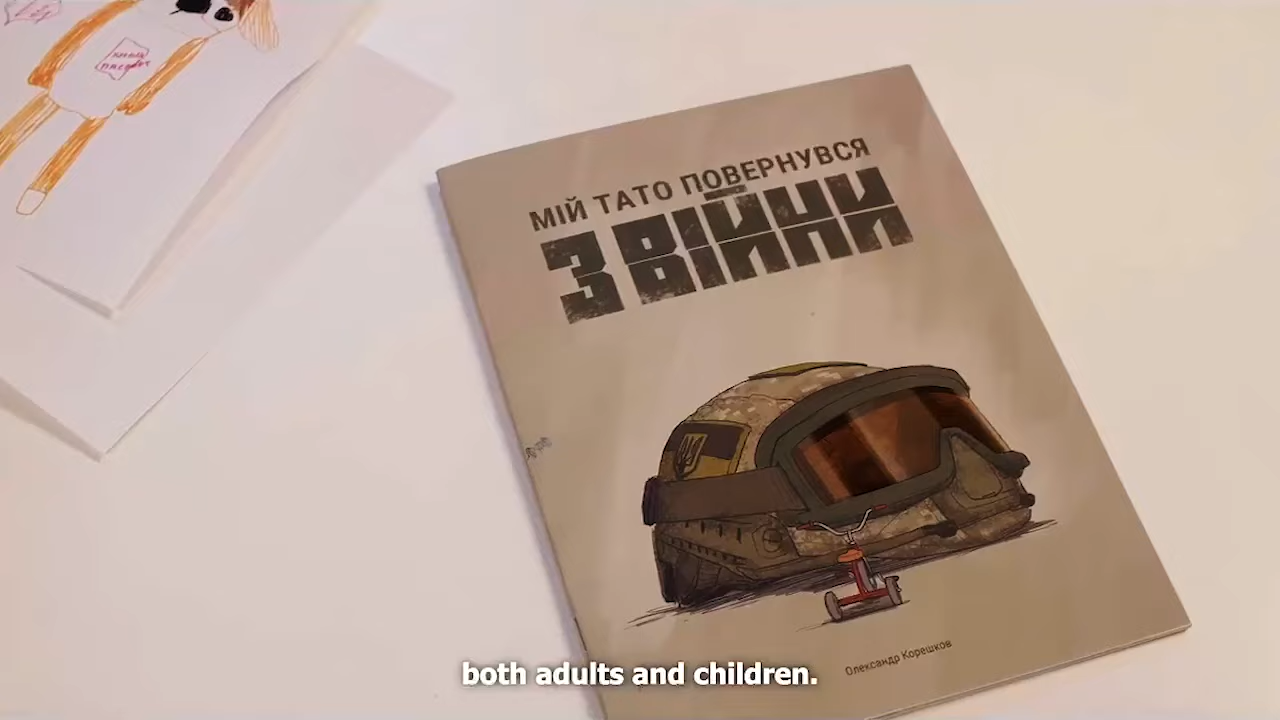 МІЙ ТАТО ПОВЕРНУВСЯ
З ВІЙНИ
Олександр Корешков
both adults and children.